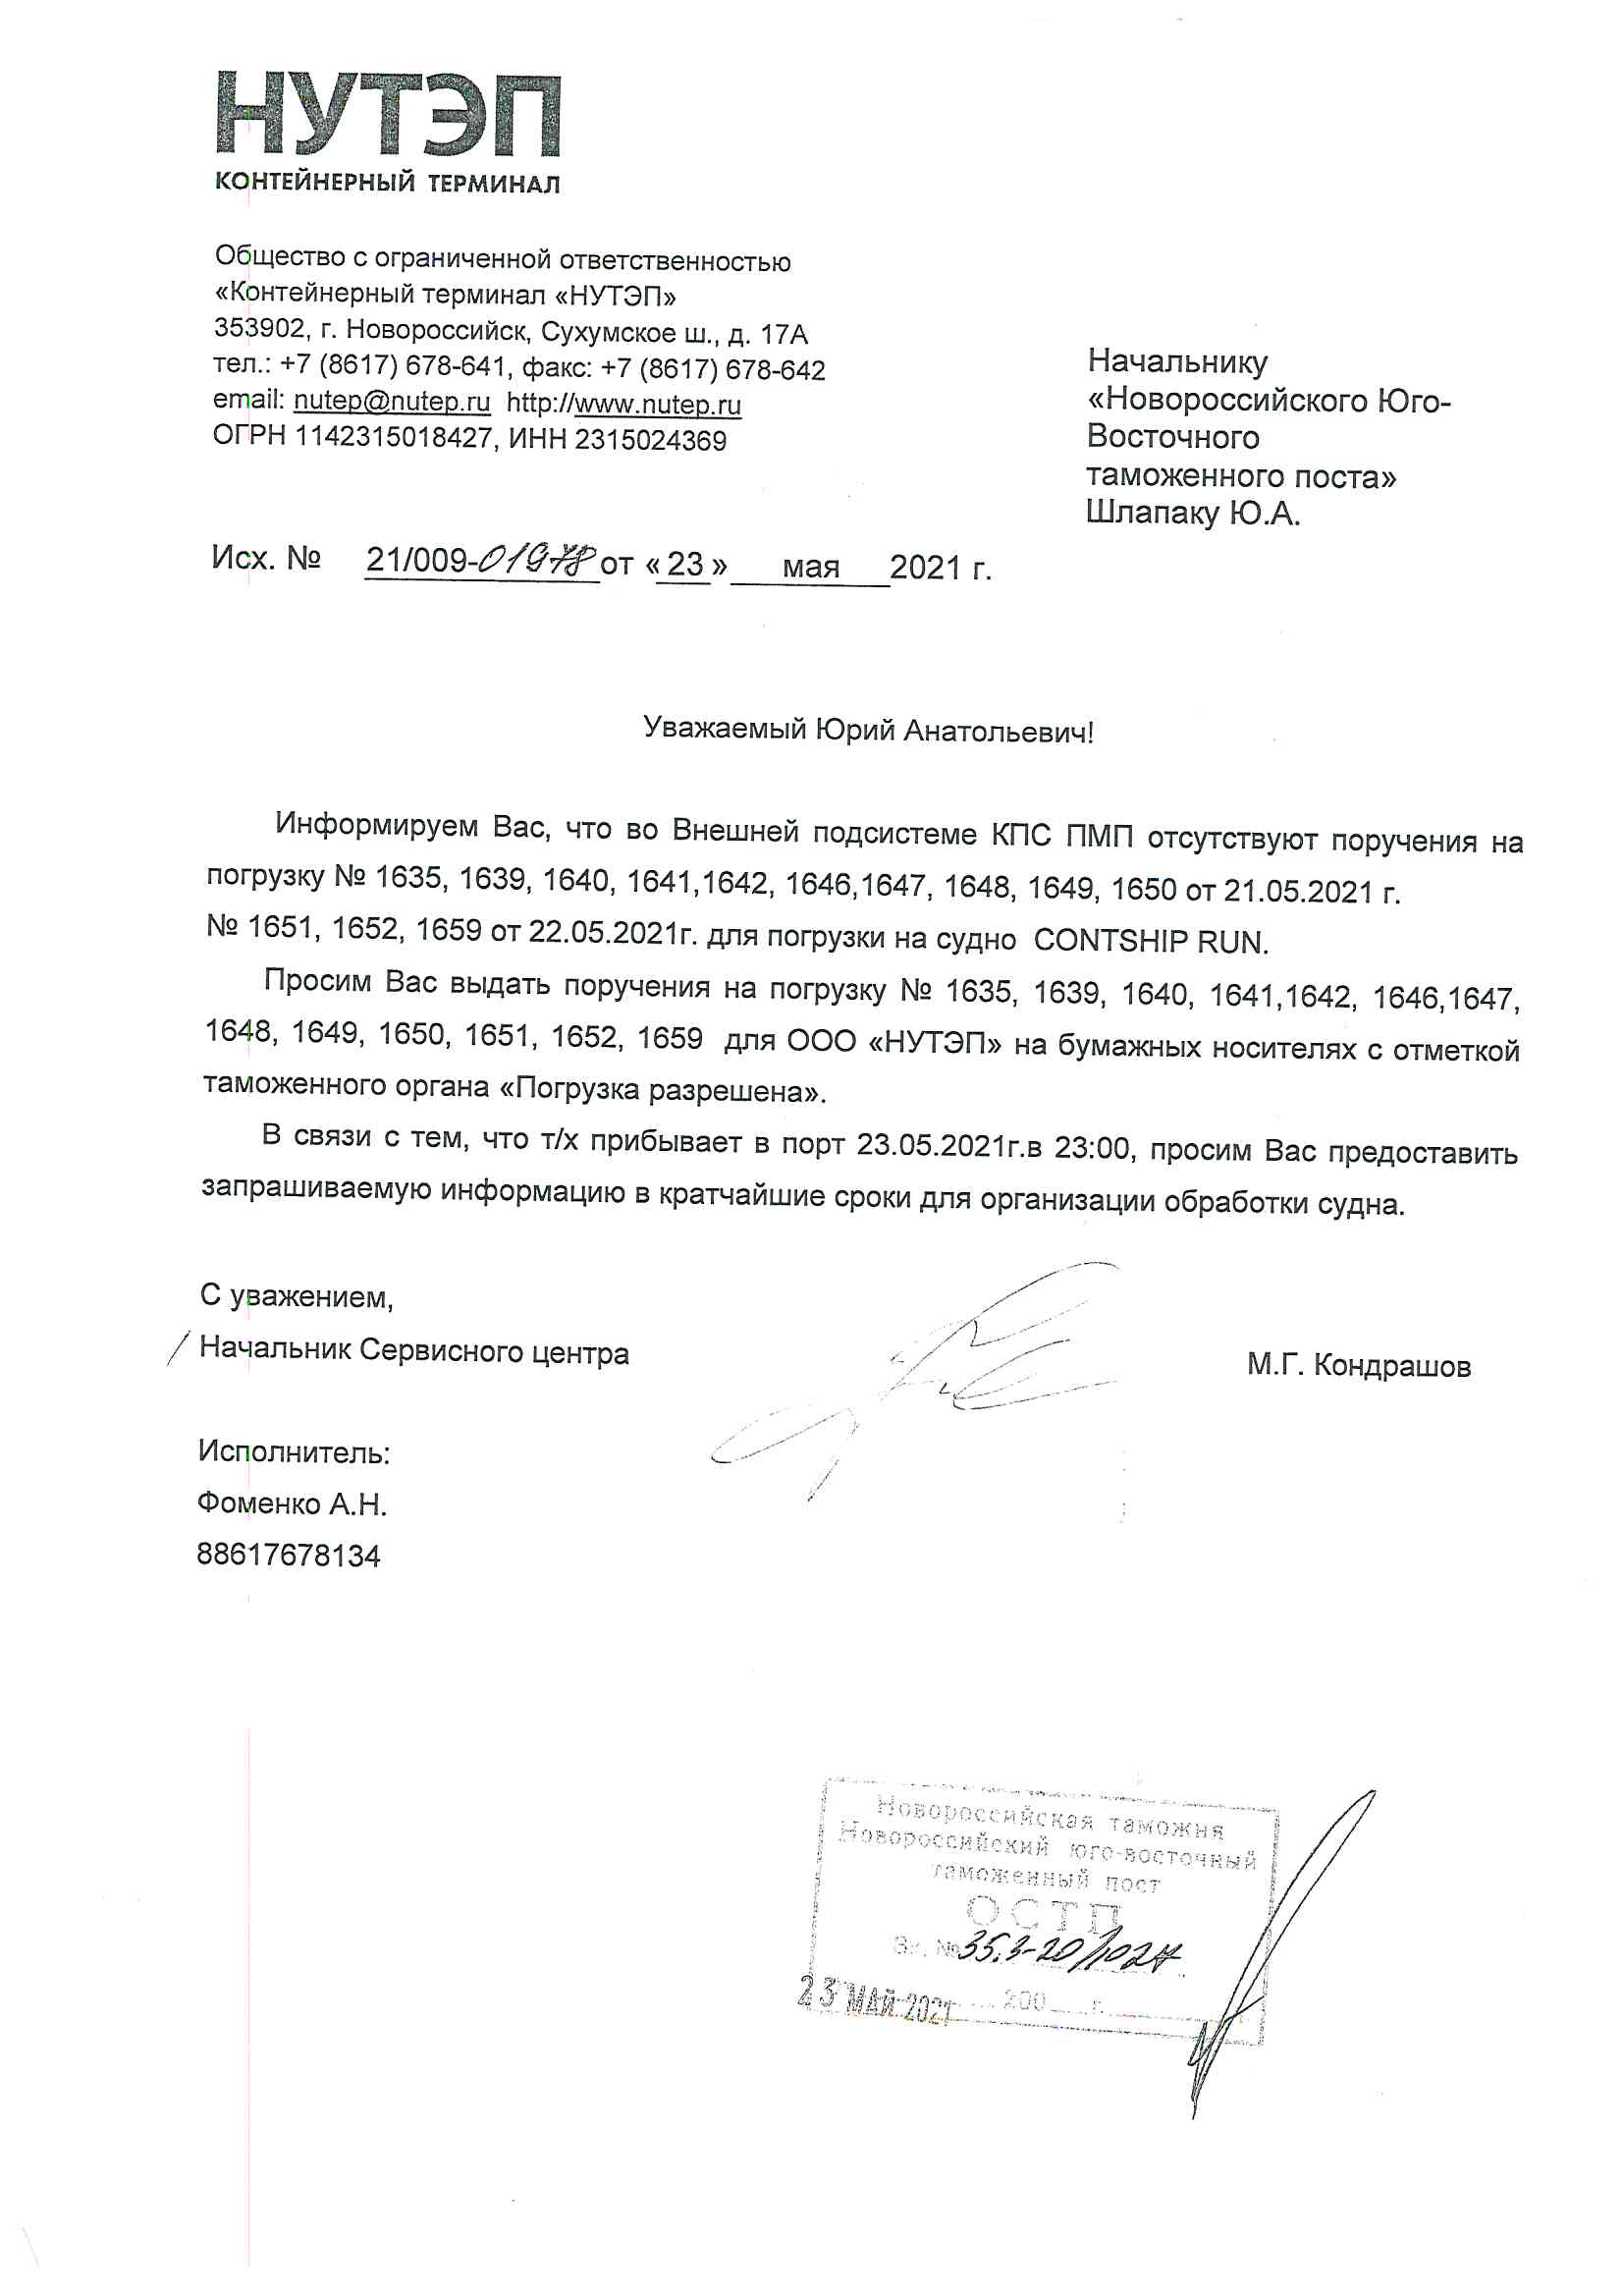 НУТЭП
КОНТЕЙНЕРНЫЙ ТЕРМИНАЛ
Общество с ограниченной ответственностью
«Контейнерный терминал «НУТЭП»
353902, г. Новороссийск, Сухумское ш., д. 17А
тел.: +7 (8617) 678-641, факс: +7 (8617) 678-642
email: nutep@nutep.ru http://www.nutep.ru
ОГРН 1142315018427, ИНН 2315024369
Начальнику
«Новороссийского Юго-
Восточного
таможенного поста»
Шлапаку Ю.А.
Исх. № 21/009-01978 от «23» мая 2021 г.
Уважаемый Юрий Анатольевич!
Информируем Вас, что во Внешней подсистеме КПС ПМП отсутствуют поручения на
погрузку № 1635, 1639, 1640, 1641,1642, 1646,1647, 1648, 1649, 1650 от 21.05.2021 г.
№ 1651, 1652, 1659 от 22.05.2021г. для погрузки на судно CONTSHIP RUN.
Просим Вас выдать поручения на погрузку № 1635, 1639, 1640, 1641,1642, 1646,1647,
1648, 1649, 1650, 1651, 1652, 1659 для ООО «НУТЭП» на бумажных носителях с отметкой
таможенного органа «Погрузка разрешена».
В связи с тем, что т/х прибывает в порт 23.05.2021г.в 23:00, просим Вас предоставить
запрашиваемую информацию в кратчайшие сроки для организации обработки судна.
С уважением,
Начальник Сервисного центра
М.Г. Кондрашов
Исполнитель:
Фоменко А.Н.
88617678134
Новороссийская таможня
Новороссийский юго-восточный
таможенный пост
ОСТП
Вх. № 35.3-20/1027
23 МАЙ 2021 200 г.